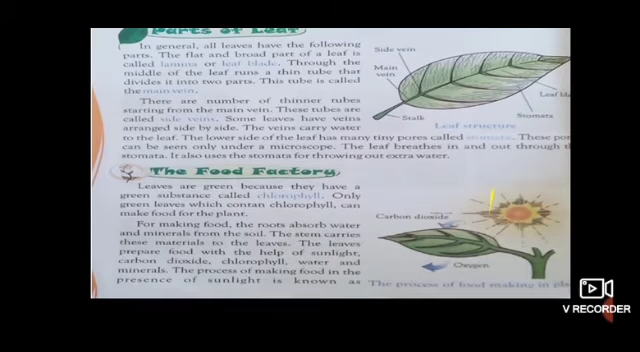 Parts of Leaf
In general, all leaves have the following
parts. The flat and broad part of a leaf is
called lamina or leaf blade. Through the
middle of the leaf runs a thin tube that
divides it into two parts. This tube is called
the main vein.
There are number of thinner tubes
starting from the main vein. These tubes are
called side veins. Some leaves have veins
arranged side by side. The veins carry water
to the leaf. The lower side of the leaf has many tiny pores called stomata. These por
can be seen only under a microscope. The leaf breathes in and out through t
stomata. It also uses the stomata for throwing out extra water.
Side vein
Main
vein
Leaf bla
Stomata
Stalk
Leaf structure
The Food Factory
Leaves are green because they have a
green substance called chlorophyll. Only
green leaves which contan chlorophyll, can
make food for the plant.
For making food, the roots absorb water
and minerals from the soil. The stem carries
these materials to the leaves. The leaves
prepare food with the help of sunlight,
carbon dioxide, chlorophyll, water and
minerals. The process of making food in the
presence of sunlight is known as
Carbon dioxide
Oxygen
The process of food making in pla
V RECORDER